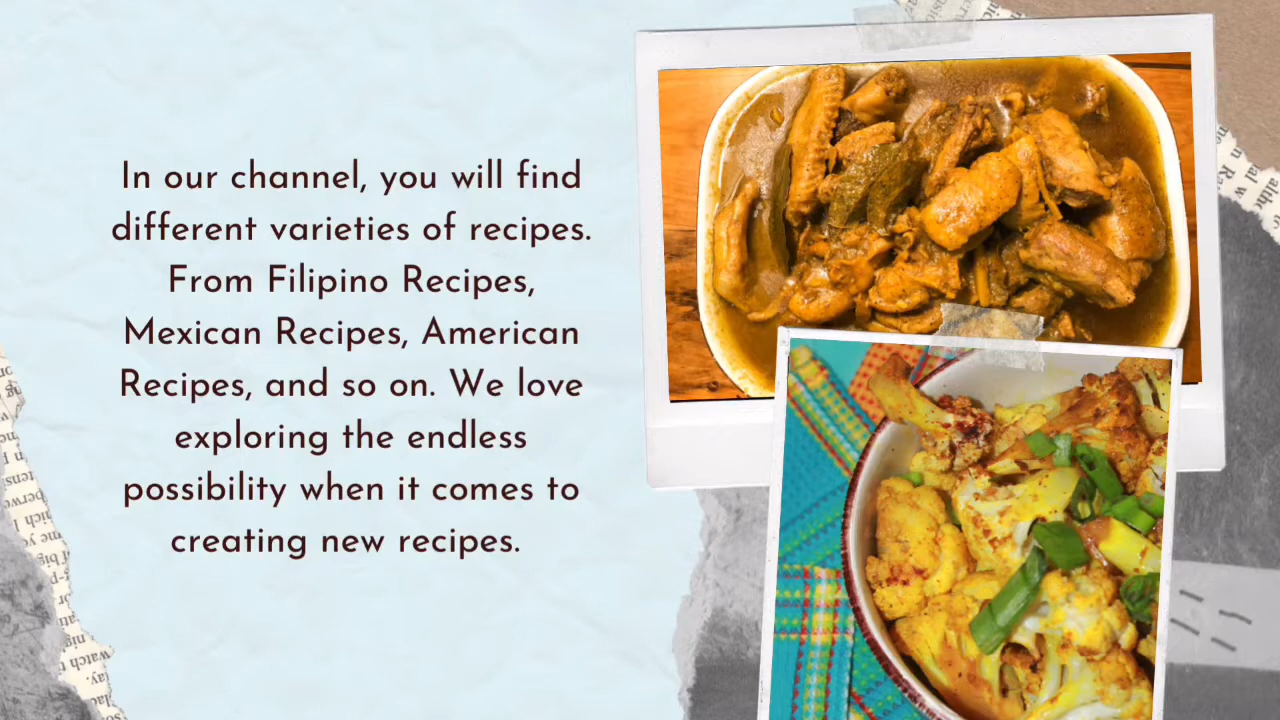 In our channel, you will find
different varieties of recipes.
From Filipino Recipes,
Mexican Recipes, American
Recipes, and so on. We love
exploring the endless
possibility when it comes to
creating new recipes.